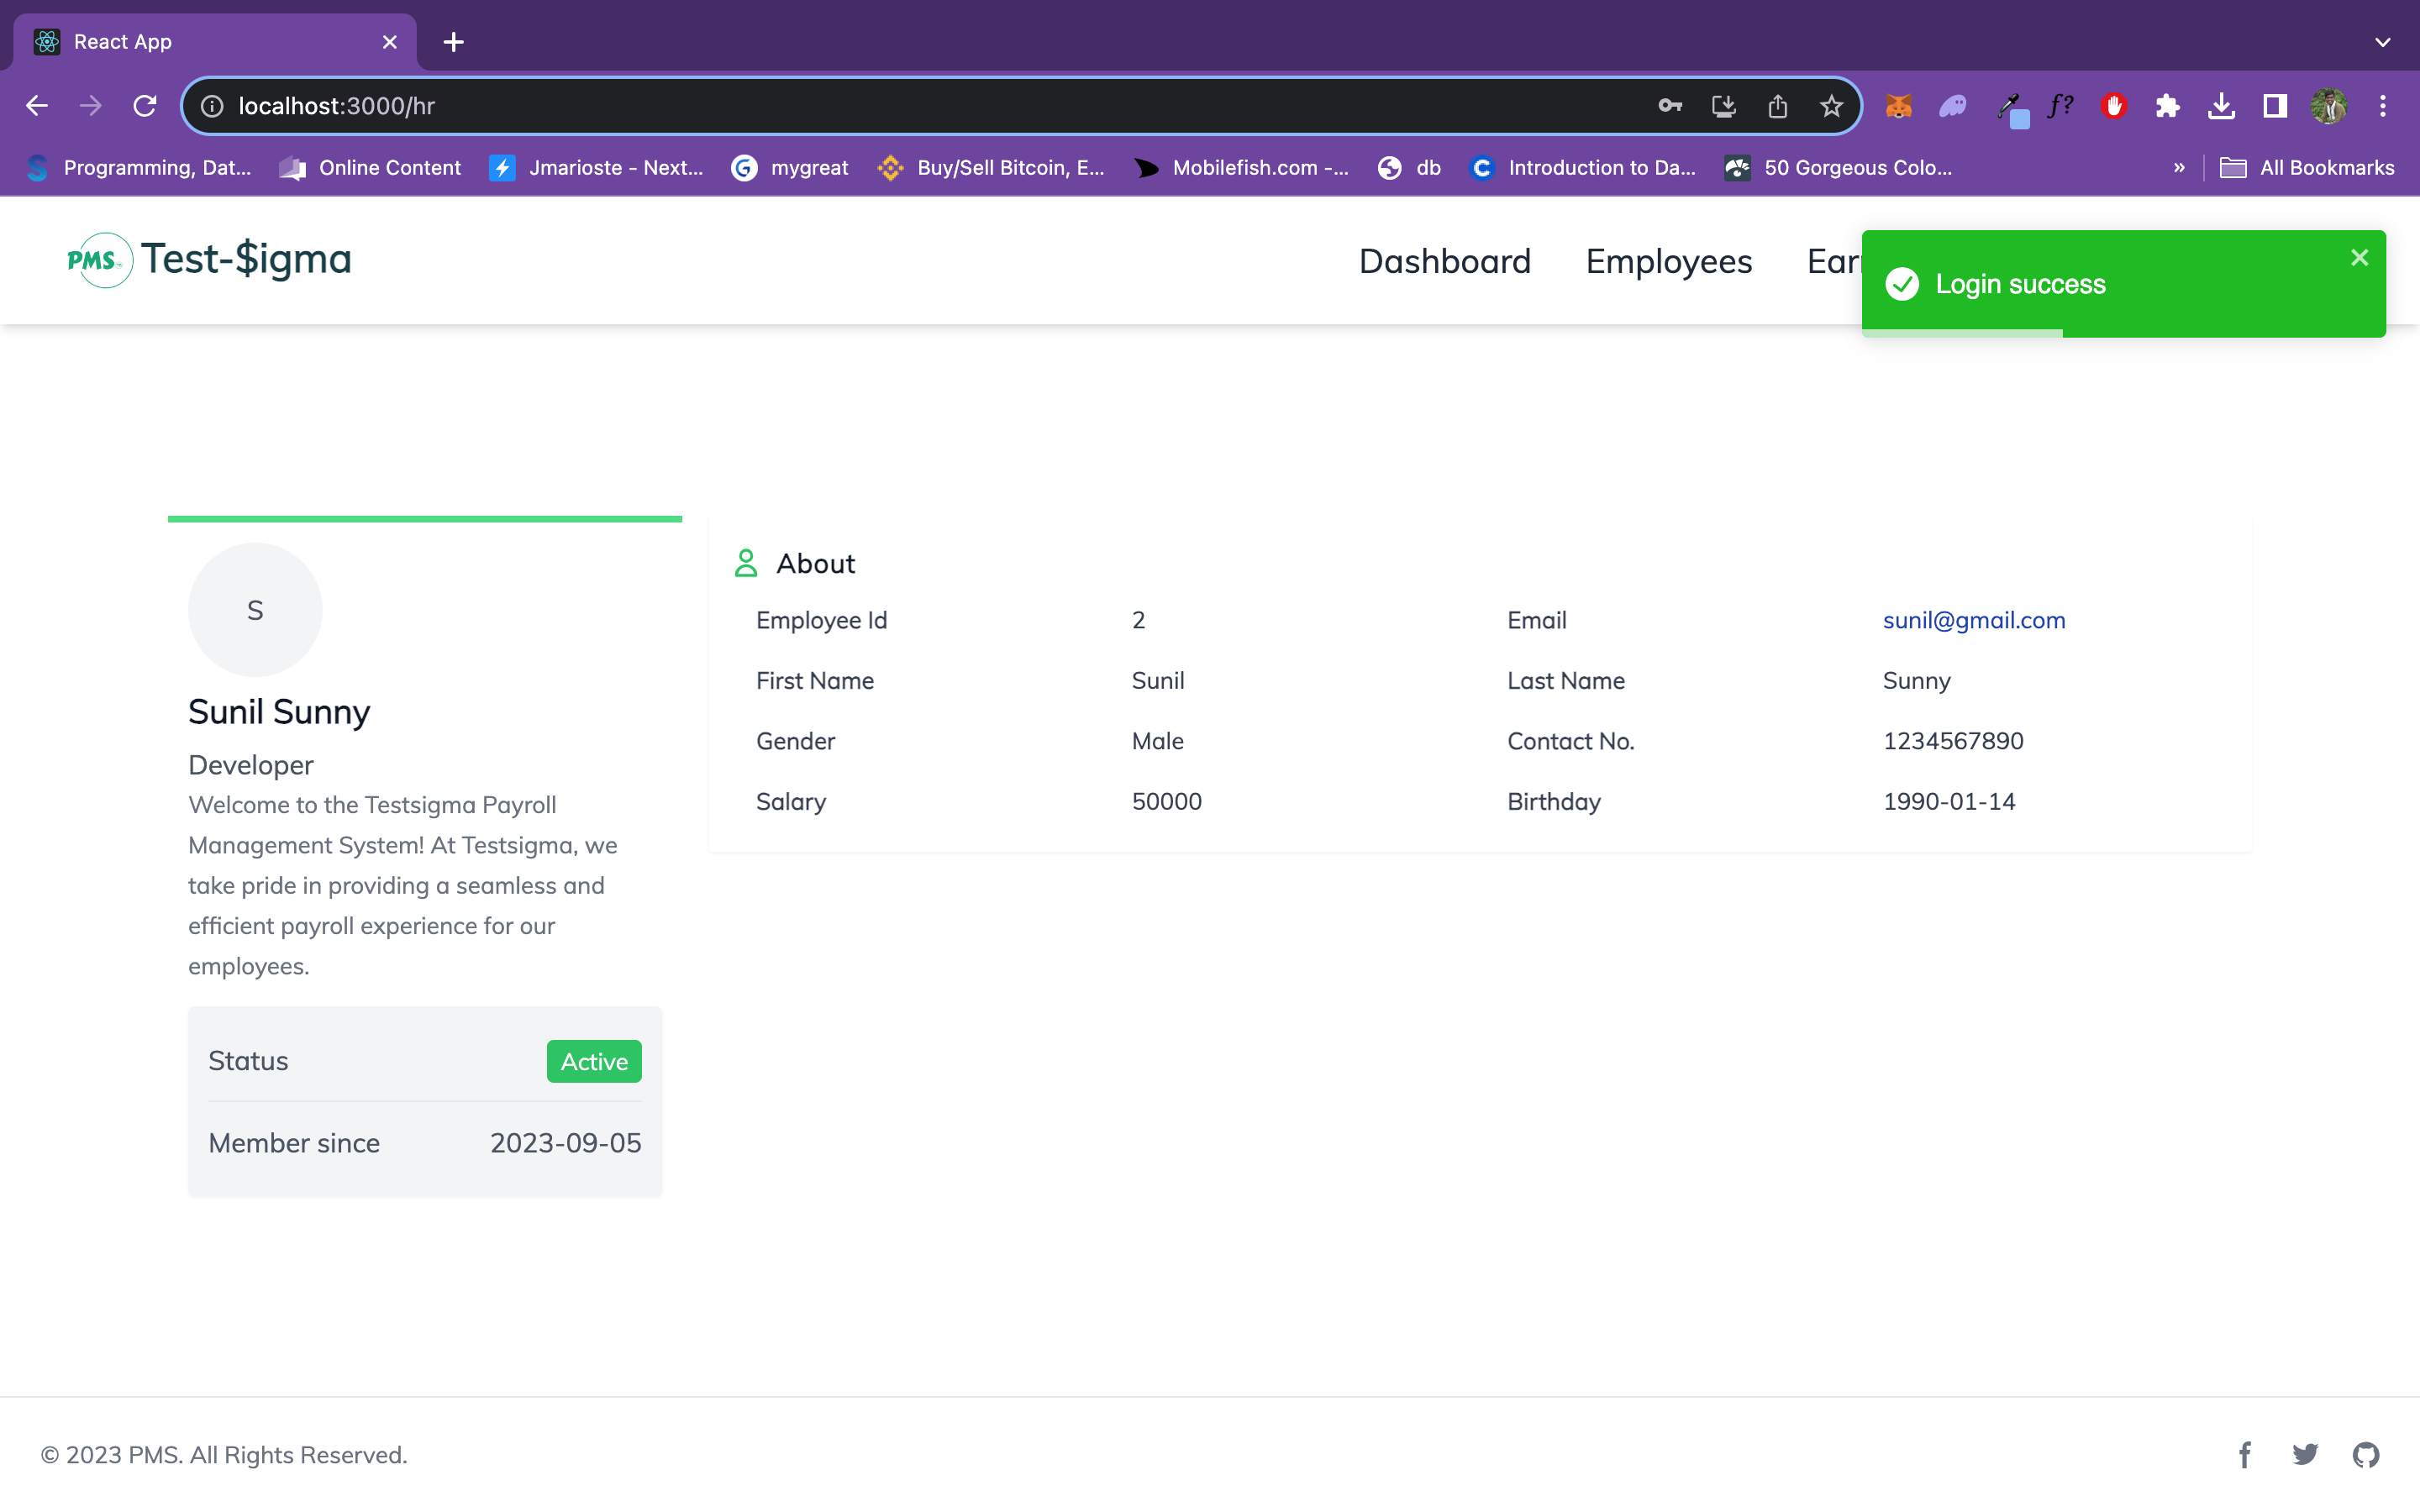 React App
localhost:3000/hr
f?
Programming, Dat... Online Content Jmarioste - Next... mygreat Buy/Sell Bitcoin, E... Mobilefish.com -... db Introduction to Da... 50 Gorgeous Colo... » All Bookmarks
PMS Test-$igma Dashboard Employees Ear
Login success
S
Sunil Sunny
Developer
Welcome to the Testsigma Payroll
Management System! At Testsigma, we
take pride in providing a seamless and
efficient payroll experience for our
employees.
Status Active
Member since 2023-09-05
About
Employee Id 2 Email sunil@gmail.com
First Name Sunil Last Name Sunny
Gender Male Contact No. 1234567890
Salary 50000 Birthday 1990-01-14
© 2023 PMS. All Rights Reserved.